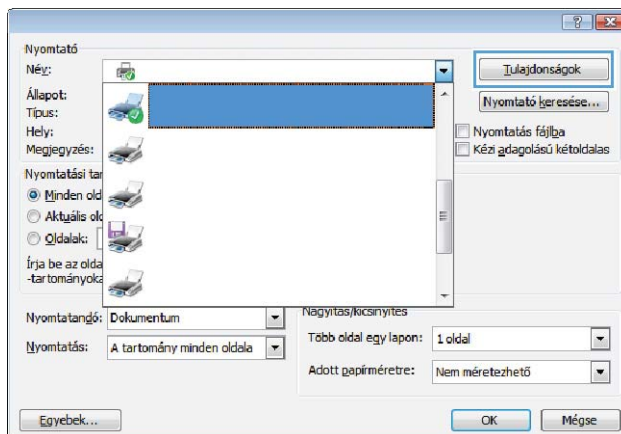 Nyomtató
Név:
Tulajdonságok
Állapot:
Nyomtató keresése...
Típus:
Hely:
Nyomtatás fájlba
Megjegyzés:
Kézi adagolású kétoldalas
Nyomtatási tar
Minden old
Aktuális old
Oldalak:
Írja be az olda
-tartományoka
Nyomtatandó: Dokumentum
Nagyítás/kicsinyítés
Több oldal egy lapon: 1 oldal
Nyomtatás: A tartomány minden oldala
Adott papírméretre: Nem méretezhető
Egyebek...
OK
Mégse